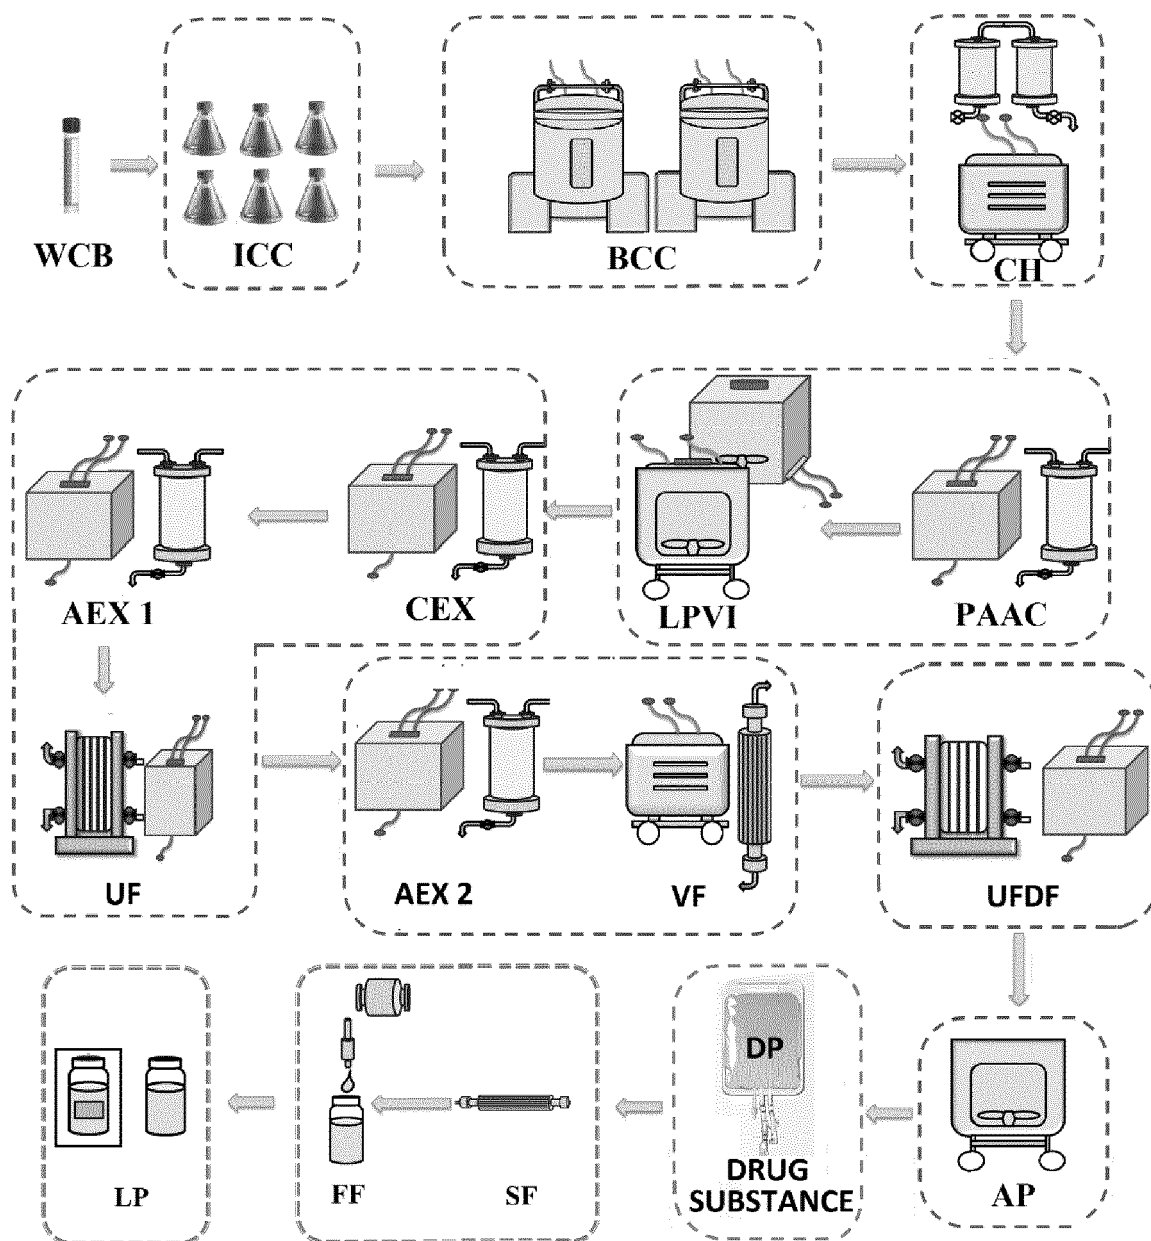 WCB
ICC
BCC
CH
AEX 1
CEX
LPVI
PAAC
UF
AEX 2
VF
UFDF
LP
FF
SF
DP
DRUG
SUBSTANCE
AP